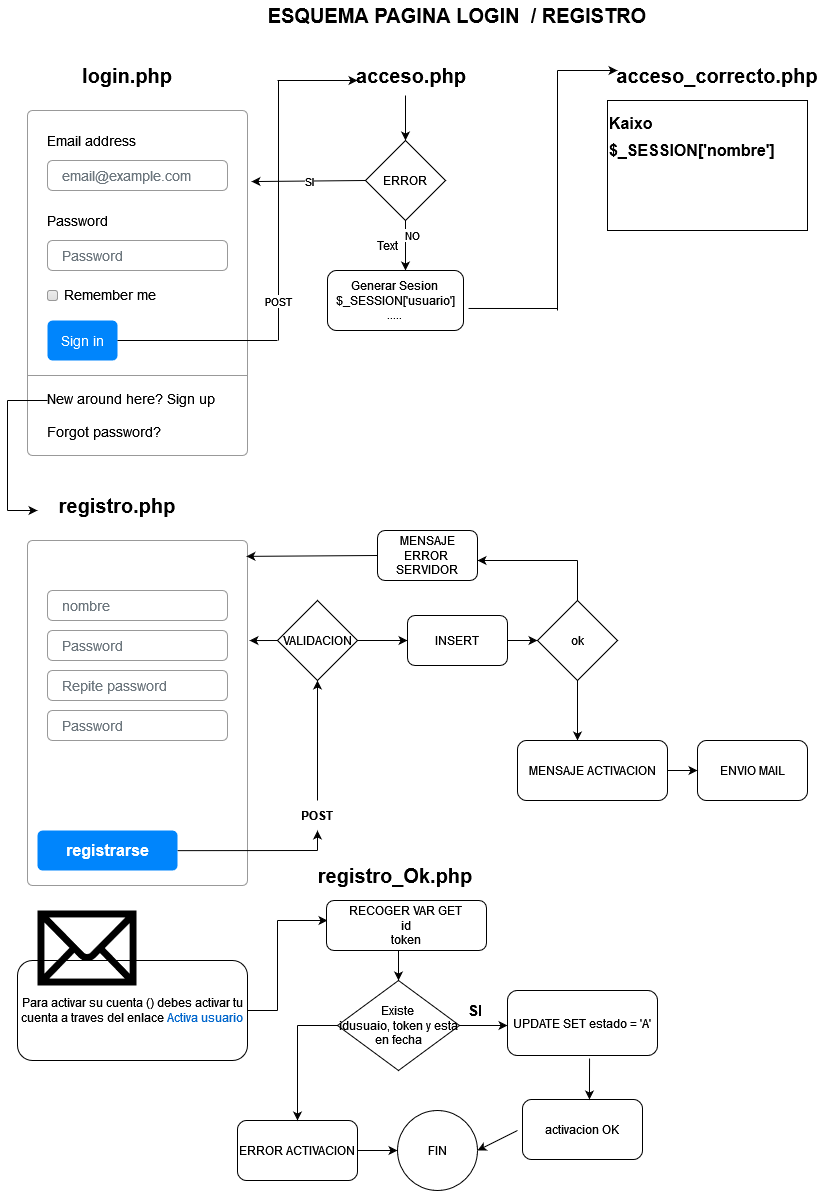 ESQUEMA PAGINA LOGIN / REGISTRO
login.php
acceso.php
acceso_correcto.php
Email address
email@example.com
Password
Password
Remember me
Sign in
New around here? Sign up
Forgot password?
POST
ERROR
SI
NO
Text
Generar Sesion
$_SESSION['usuario']
.....
Kaixo
$_SESSION['nombre']
registro.php
nombre
Password
Repite password
Password
registrarse
POST
VALIDACION
INSERT
ok
MENSAJE
ERROR
SERVIDOR
MENSAJE ACTIVACION
ENVIO MAIL
registro_Ok.php
RECOGER VAR GET
id
token
Para activar su cuenta () debes activar tu
cuenta a traves del enlace Activa usuario
Existe
idusuaio, token y esta
en fecha
SI
UPDATE SET estado = 'A'
activacion OK
ERROR ACTIVACION
FIN